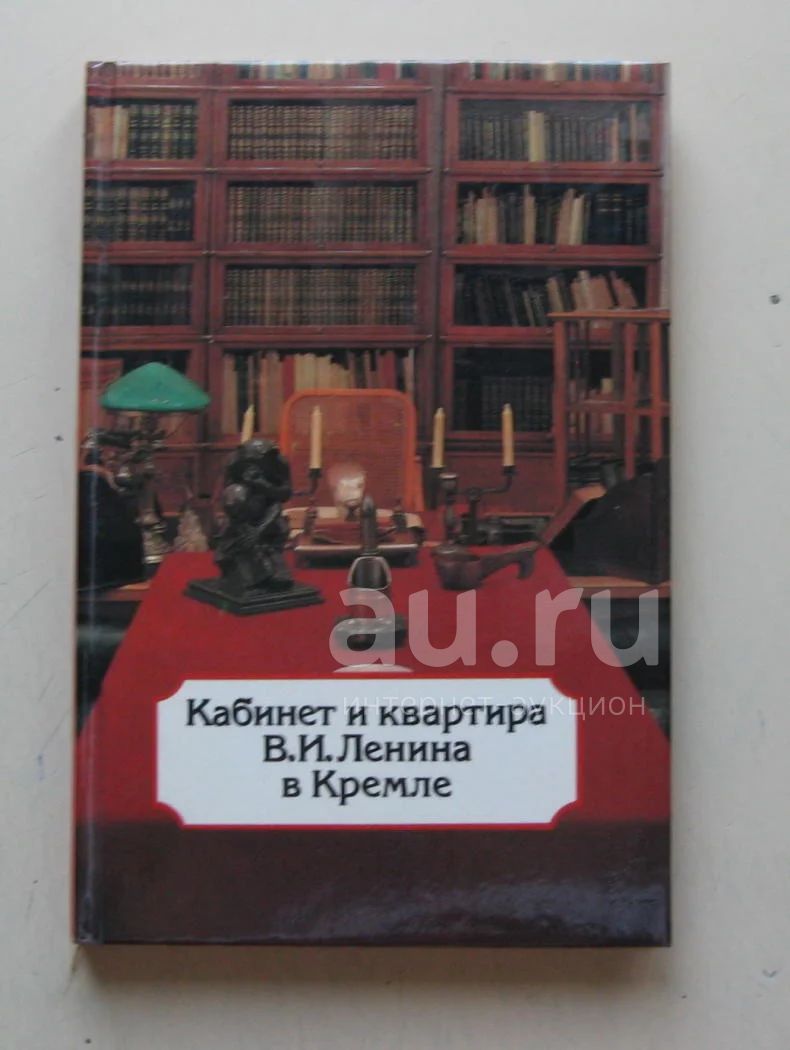 au.ru
интернет аукцион
Кабинет и квартира
В.И.Ленина
в Кремле